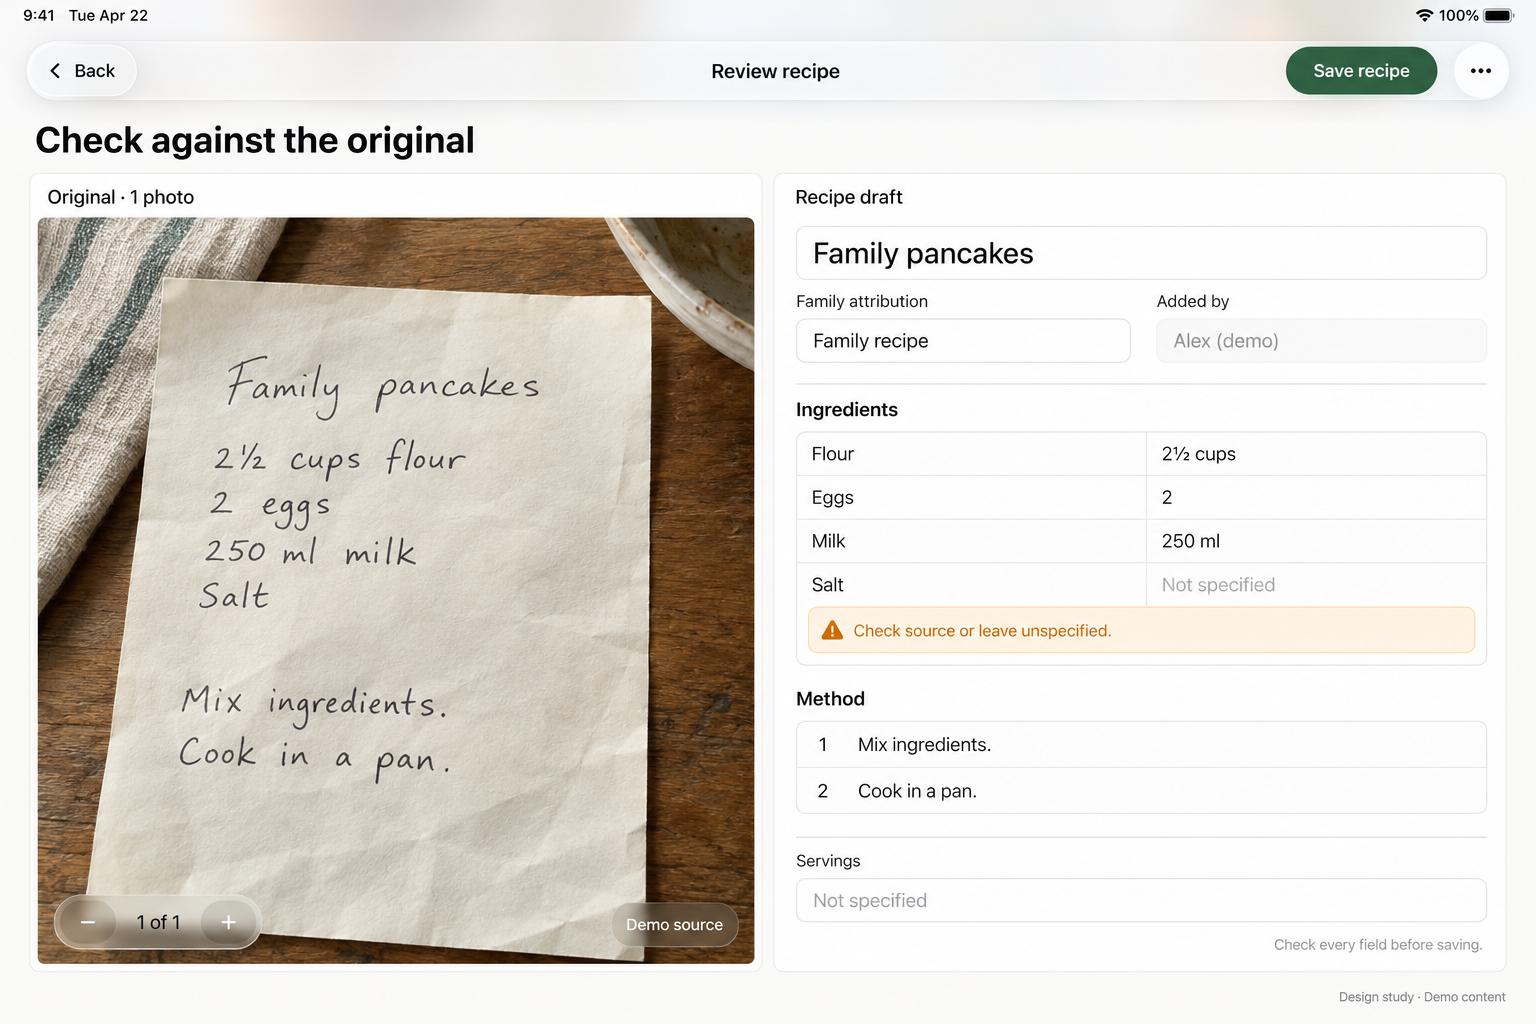 9:41 Tue Apr 22
100%
Back
Review recipe
Save recipe
Check against the original
Original · 1 photo
Family pancakes
2½ cups flour
2 eggs
250 ml milk
Salt
Mix ingredients.
Cook in a pan.
1 of 1
Demo source
Recipe draft
Family pancakes
Family attribution
Added by
Family recipe
Alex (demo)
Ingredients
Flour 2½ cups
Eggs 2
Milk 250 ml
Salt Not specified
Check source or leave unspecified.
Method
1 Mix ingredients.
2 Cook in a pan.
Servings
Not specified
Check every field before saving.
Design study · Demo content